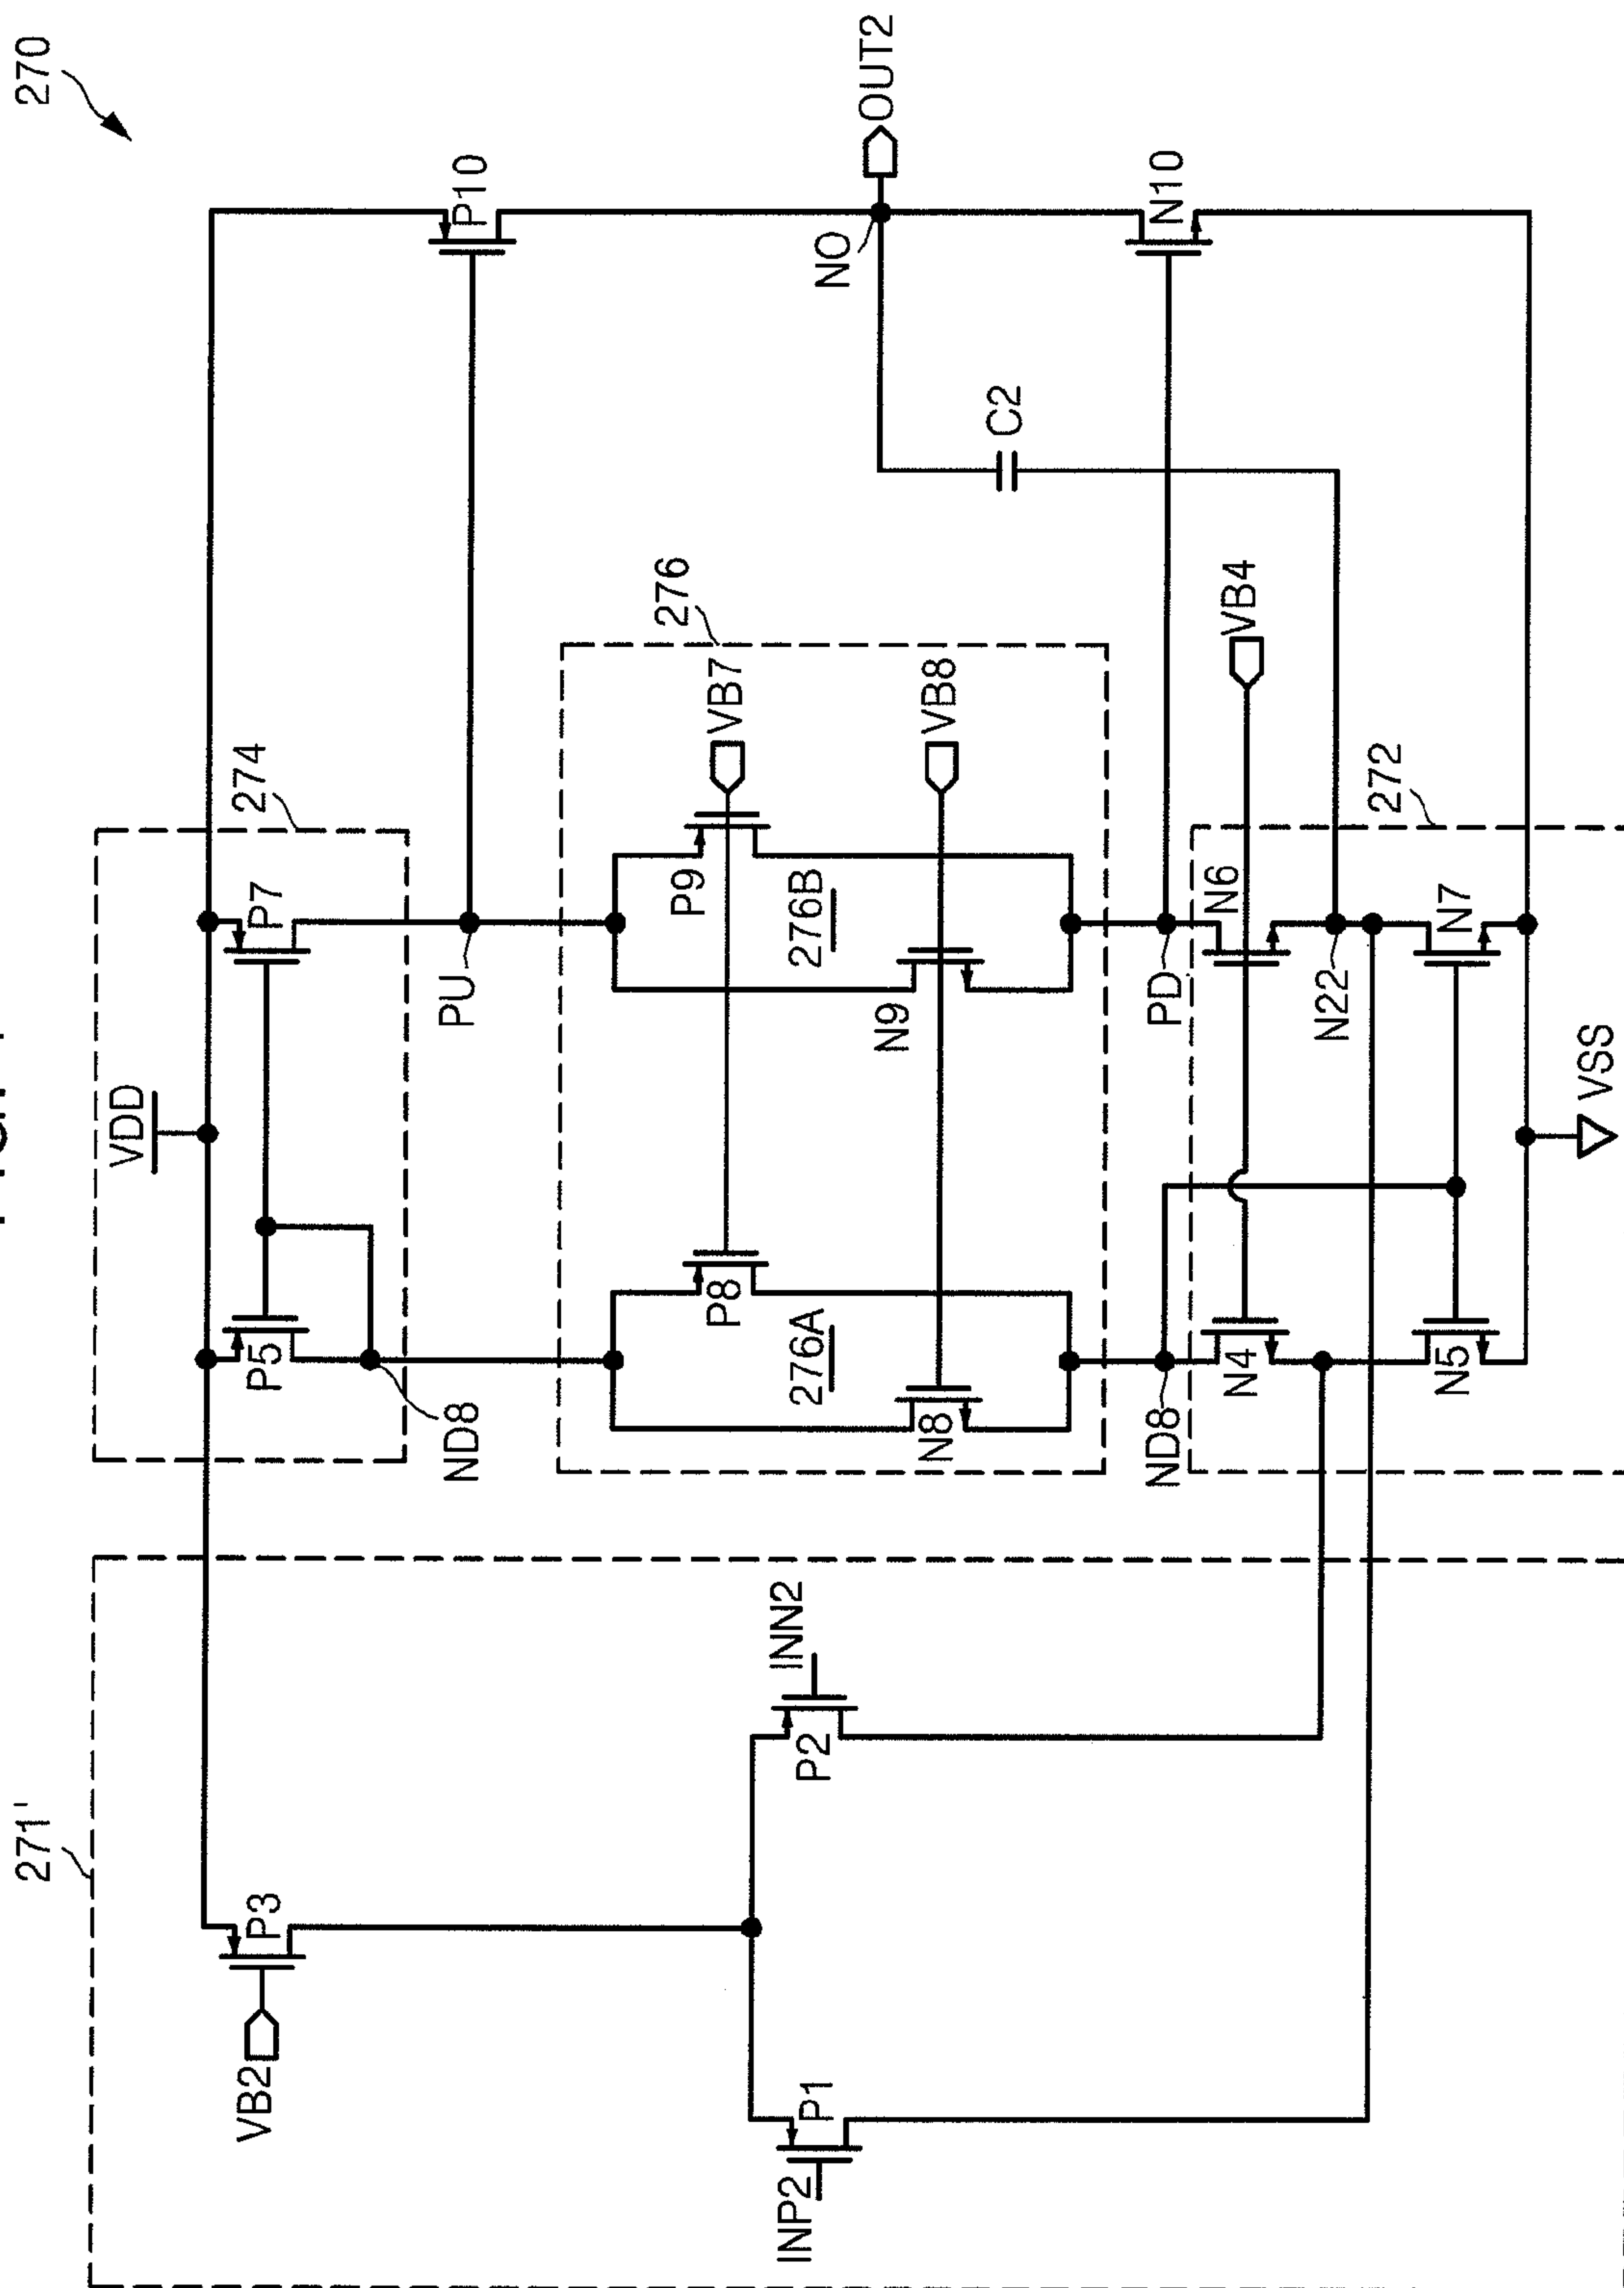 270
271'
VDD
274
P3
P5
P7
P10
VB2
ND8
PU
276
VB7
P9
P8
276A
276B
VB8
N8
N9
INN2
P2
INP2
P1
NO
OUT2
C2
ND8
PD
VB4
N4
N6
N22
272
N5
N7
N10
VSS